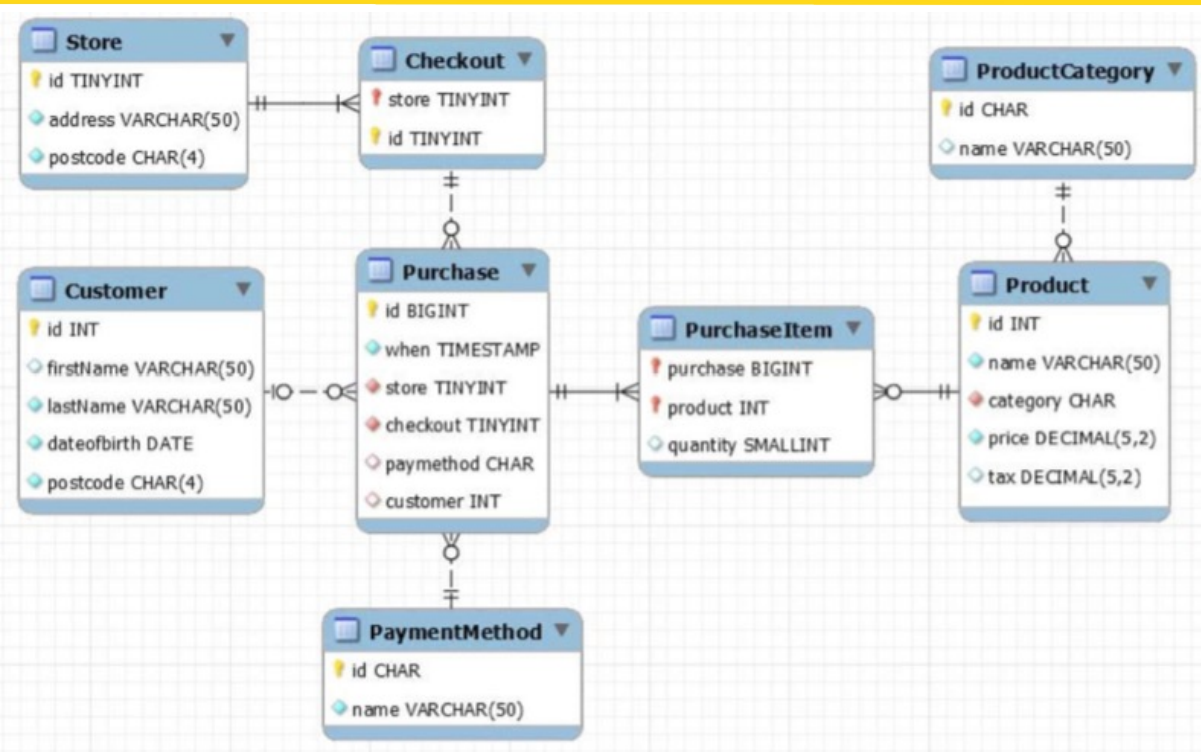 Store
id TINYINT
address VARCHAR(50)
postcode CHAR(4)
Checkout
store TINYINT
id TINYINT
ProductCategory
id CHAR
name VARCHAR(50)
Customer
id INT
firstName VARCHAR(50)
lastName VARCHAR(50)
dateofbirth DATE
postcode CHAR(4)
Purchase
id BIGINT
when TIMESTAMP
store TINYINT
checkout TINYINT
paymethod CHAR
customer INT
PurchaseItem
purchase BIGINT
product INT
quantity SMALLINT
Product
id INT
name VARCHAR(50)
category CHAR
price DECIMAL(5,2)
tax DECIMAL(5,2)
PaymentMethod
id CHAR
name VARCHAR(50)